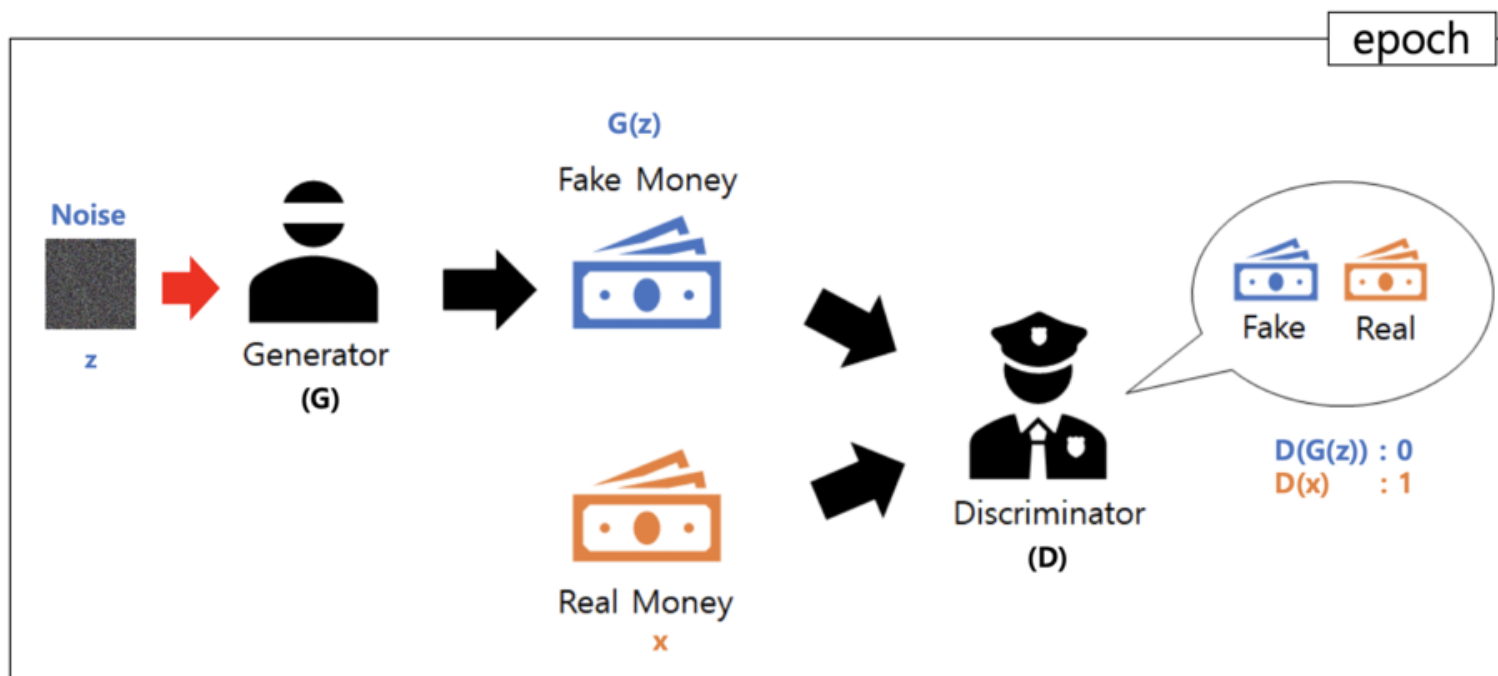 epoch
Noise
z
Generator
(G)
G(z)
Fake Money
Real Money
x
Discriminator
(D)
Fake Real
D(G(z)) : 0
D(x) : 1